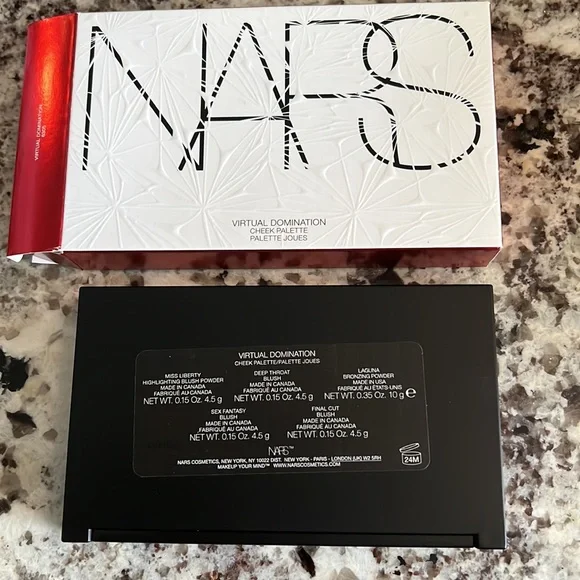 NARS
VIRTUAL DOMINATION
CHEEK PALETTE
PALETTE JOUES
VIRTUAL DOMINATION
VIRTUAL DOMINATION
CHEEK PALETTE/PALETTE JOUES
MISS LIBERTY
HIGHLIGHTING BLUSH POWDER
MADE IN CANADA
FABRIQUÉ AU CANADA
NET WT. 0.15 Oz. 4.5 g
DEEP THROAT
BLUSH
MADE IN CANADA
FABRIQUÉ AU CANADA
NET WT. 0.15 Oz. 4.5 g
LAGUNA
BRONZING POWDER
MADE IN USA
FABRIQUÉ AU ÉTATS-UNIS
NET WT. 0.35 Oz. 10 g ℮
SEX FANTASY
BLUSH
MADE IN CANADA
FABRIQUÉ AU CANADA
NET WT. 0.15 Oz. 4.5 g
FINAL CUT
BLUSH
MADE IN CANADA
FABRIQUÉ AU CANADA
NET WT. 0.15 Oz. 4.5 g
NARS™
NARS COSMETICS, NEW YORK, NY 10022 DIST. NEW YORK - PARIS - LONDON (UK) W2 5RH
MAKEUP YOUR MIND™ WWW.NARSCOSMETICS.COM
24M